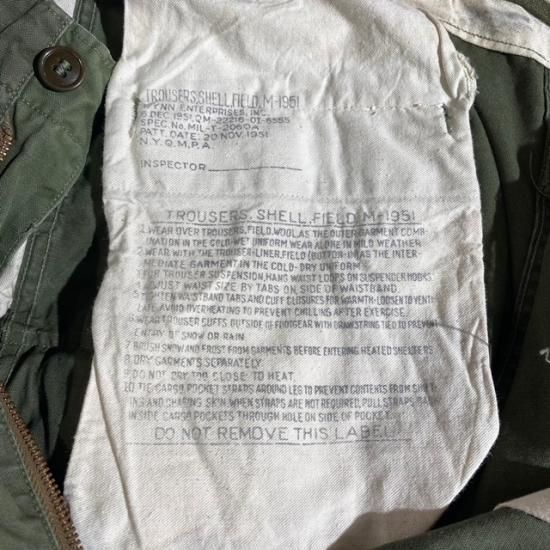 TROUSERS, SHELL, FIELD, M-1951
WYNN ENTERPRISES, INC.
6 DEC 1951, QM-22216-OI-6555
SPEC. No. MIL-T-2060A
PATT. DATE: 20 NOV. 1951
N.Y.Q.M.P.A.
INSPECTOR
TROUSERS, SHELL, FIELD, M-1951
1. WEAR OVER TROUSERS, FIELD, WOOL, AS THE OUTER GARMENT COMB-
INATION IN THE COLD-WET UNIFORM WEAR ALONE IN MILD WEATHER
2. WEAR WITH THE TROUSER-LINER, FIELD (BUTTON-IN) AS THE INTER-
MEDIATE GARMENT IN THE COLD-DRY UNIFORM
FOR TROUSER SUSPENSION, HANG WAIST LOOPS ON SUSPENDER HOOKS
ADJUST WAIST SIZE BY TABS ON SIDE OF WAISTBAND
5. TIGHTEN WAISTBAND TABS AND CUFF CLOSURES FOR WARMTH-LOOSEN TO VENTI-
LATE. AVOID OVERHEATING TO PREVENT CHILLING AFTER EXERCISE.
6. WEAR TROUSER CUFFS OUTSIDE OF FOOTGEAR WITH DRAWSTRING TIED TO PREVENT
ENTRY OF SNOW OR RAIN.
7. BRUSH SNOW AND FROST FROM GARMENTS BEFORE ENTERING HEATED SHELTERS
8. DRY GARMENTS SEPARATELY.
9. DO NOT DRY TOO CLOSE TO HEAT.
10. TIE CARGO POCKET STRAPS AROUND LEG TO PREVENT CONTENTS FROM SHIFT-
ING AND CHAFING SKIN WHEN STRAPS ARE NOT REQUIRED, PULL STRAPS BACK
INSIDE CARGO POCKETS THROUGH HOLE ON SIDE OF POCKET.
DO NOT REMOVE THIS LABEL!